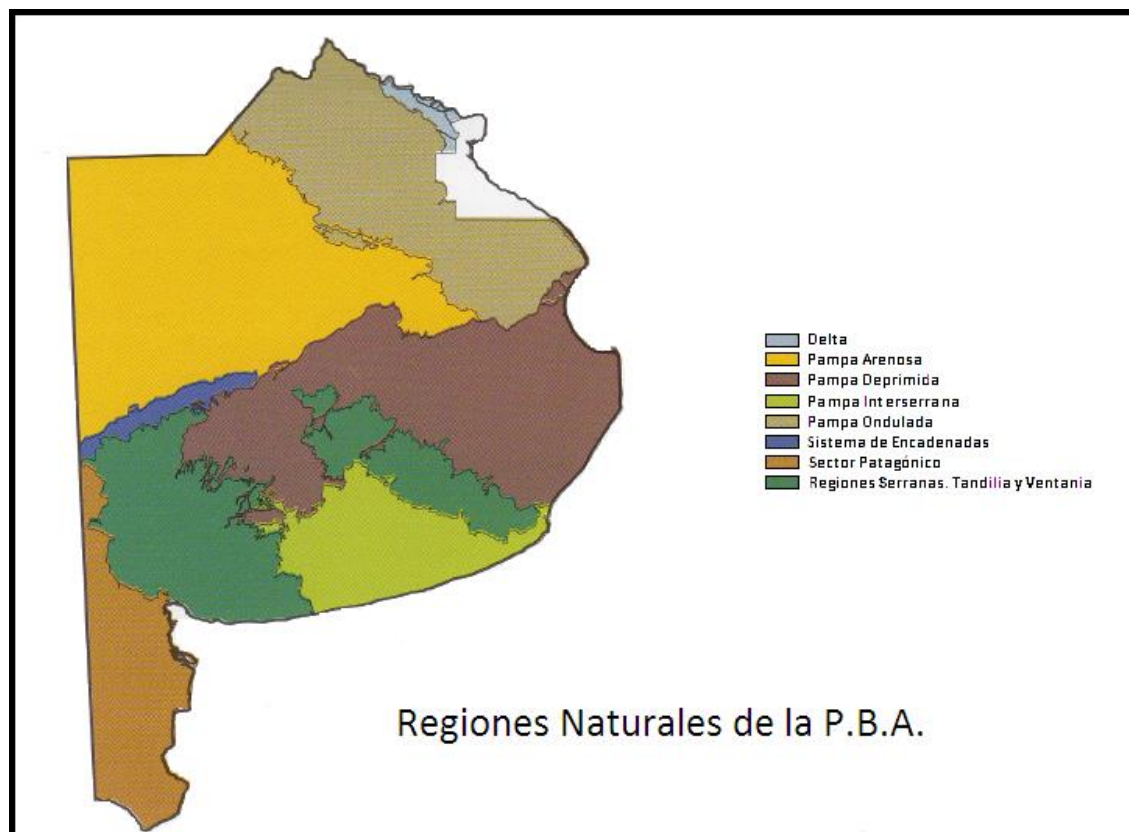 Delta
Pampa Arenosa
Pampa Deprimida
Pampa Interserrana
Pampa Ondulada
Sistema de Encadenadas
Sector Patagónico
Regiones Serranas. Tandilia y Ventania
Regiones Naturales de la P.B.A.